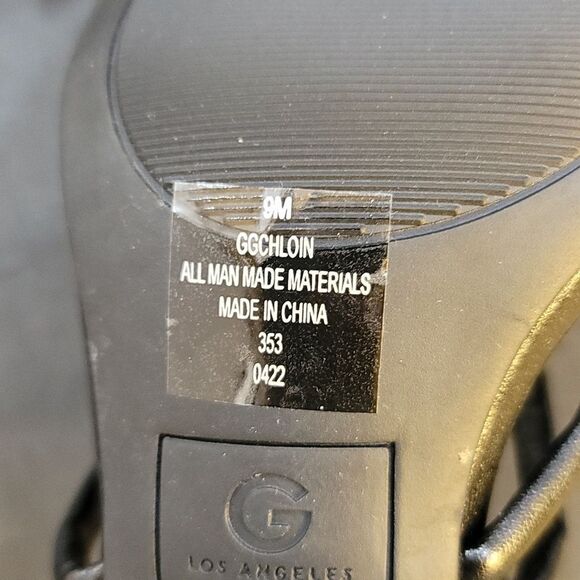 9M
GGCHLOIN
ALL MAN MADE MATERIALS
MADE IN CHINA
353
0422
G
LOS ANGELES